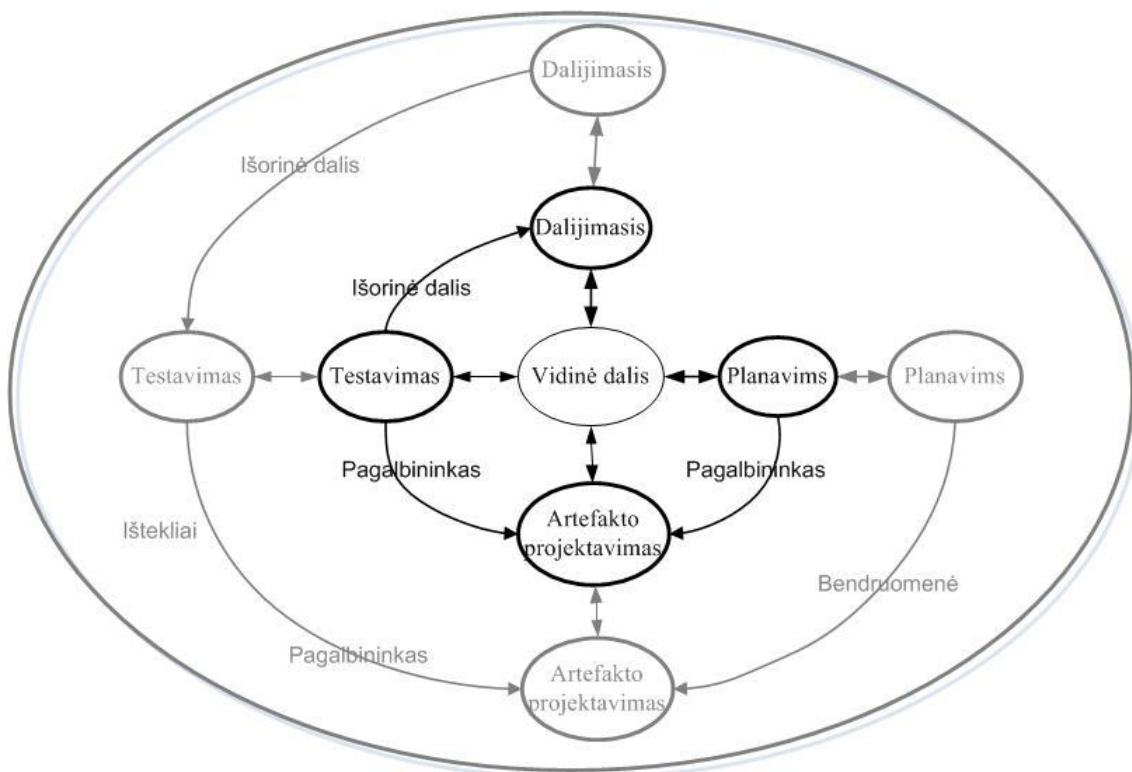 Dalijimasis
Išorinė dalis
Dalijimasis
Išorinė dalis
Testavimas
Testavimas
Vidinė dalis
Planavims
Planavims
Pagalbininkas
Pagalbininkas
Ištekliai
Artefakto
projektavimas
Bendruomenė
Pagalbininkas
Artefakto
projektavimas